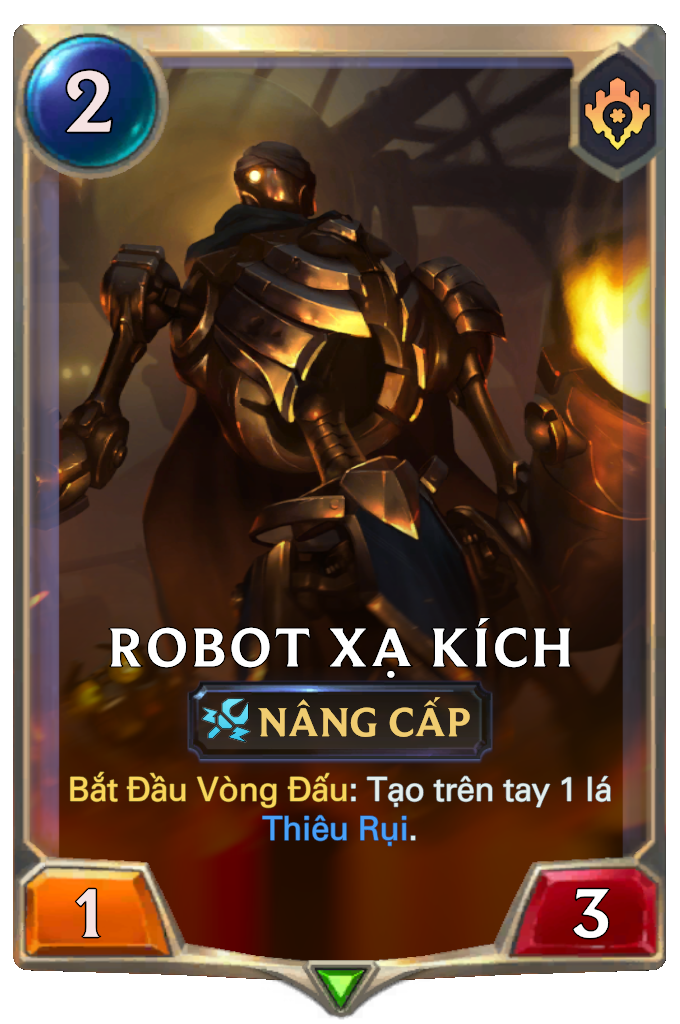 2
ROBOT XẠ KÍCH
NÂNG CẤP
Bắt Đầu Vòng Đấu: Tạo trên tay 1 lá
Thiêu Rụi.
1
3